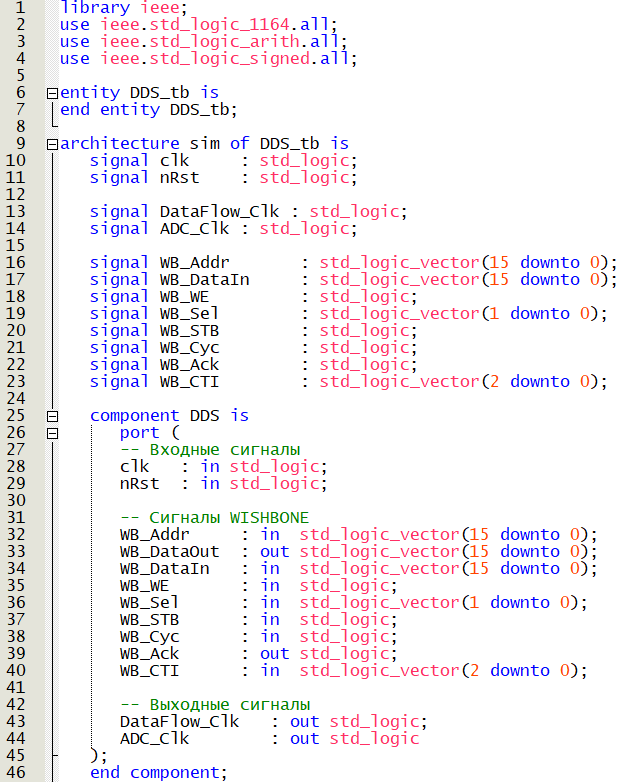 1 library ieee;
2 use ieee.std_logic_1164.all;
3 use ieee.std_logic_arith.all;
4 use ieee.std_logic_signed.all;
5
6 entity DDS_tb is
7 end entity DDS_tb;
8
9 architecture sim of DDS_tb is
10 signal clk : std_logic;
11 signal nRst : std_logic;
12
13 signal DataFlow_Clk : std_logic;
14 signal ADC_Clk : std_logic;
15
16 signal WB_Addr : std_logic_vector(15 downto 0);
17 signal WB_DataIn : std_logic_vector(15 downto 0);
18 signal WB_WE : std_logic;
19 signal WB_Sel : std_logic_vector(1 downto 0);
20 signal WB_STB : std_logic;
21 signal WB_Cyc : std_logic;
22 signal WB_Ack : std_logic;
23 signal WB_CTI : std_logic_vector(2 downto 0);
24
25 component DDS is
26 port (
27 -- Входные сигналы
28 clk : in std_logic;
29 nRst : in std_logic;
30
31 -- Сигналы WISHBONE
32 WB_Addr : in std_logic_vector(15 downto 0);
33 WB_DataOut : out std_logic_vector(15 downto 0);
34 WB_DataIn : in std_logic_vector(15 downto 0);
35 WB_WE : in std_logic;
36 WB_Sel : in std_logic_vector(1 downto 0);
37 WB_STB : in std_logic;
38 WB_Cyc : in std_logic;
39 WB_Ack : out std_logic;
40 WB_CTI : in std_logic_vector(2 downto 0);
41
42 -- Выходные сигналы
43 DataFlow_Clk : out std_logic;
44 ADC_Clk : out std_logic
45 );
46 end component;